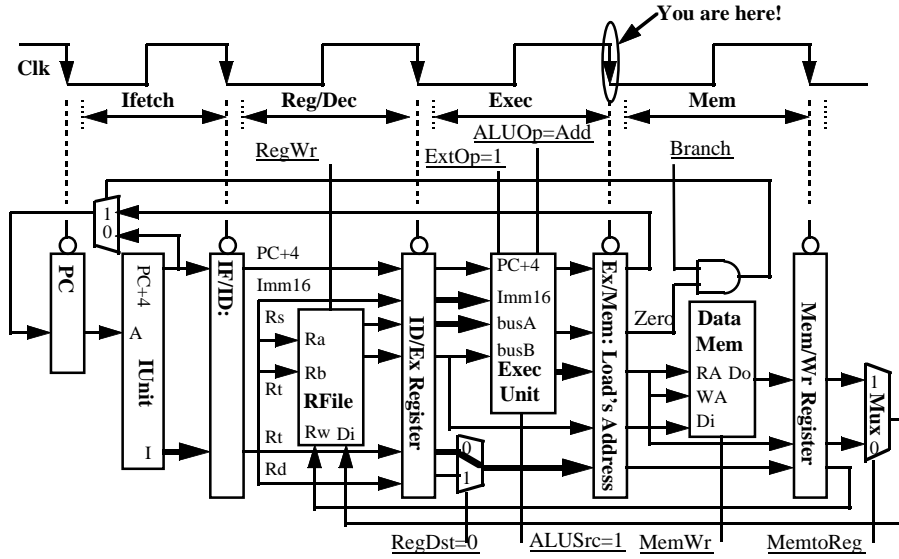 You are here!
Clk
Ifetch
Reg/Dec
Exec
Mem
ALUOp=Add
RegWr
ExtOp=1
Branch
1
0
PC
PC+4
A
IUnit
I
IF/ID:
PC+4
Imm16
Rs
Ra
Rt
Rb
RFile
Rw Di
Rt
Rd
ID/Ex Register
0
1
PC+4
Imm16
busA
busB
Exec
Unit
Ex/Mem: Load's Address
Zero
Data
Mem
RA Do
WA
Di
Mem/Wr Register
1
Mux
0
RegDst=0
ALUSrc=1
MemWr
MemtoReg